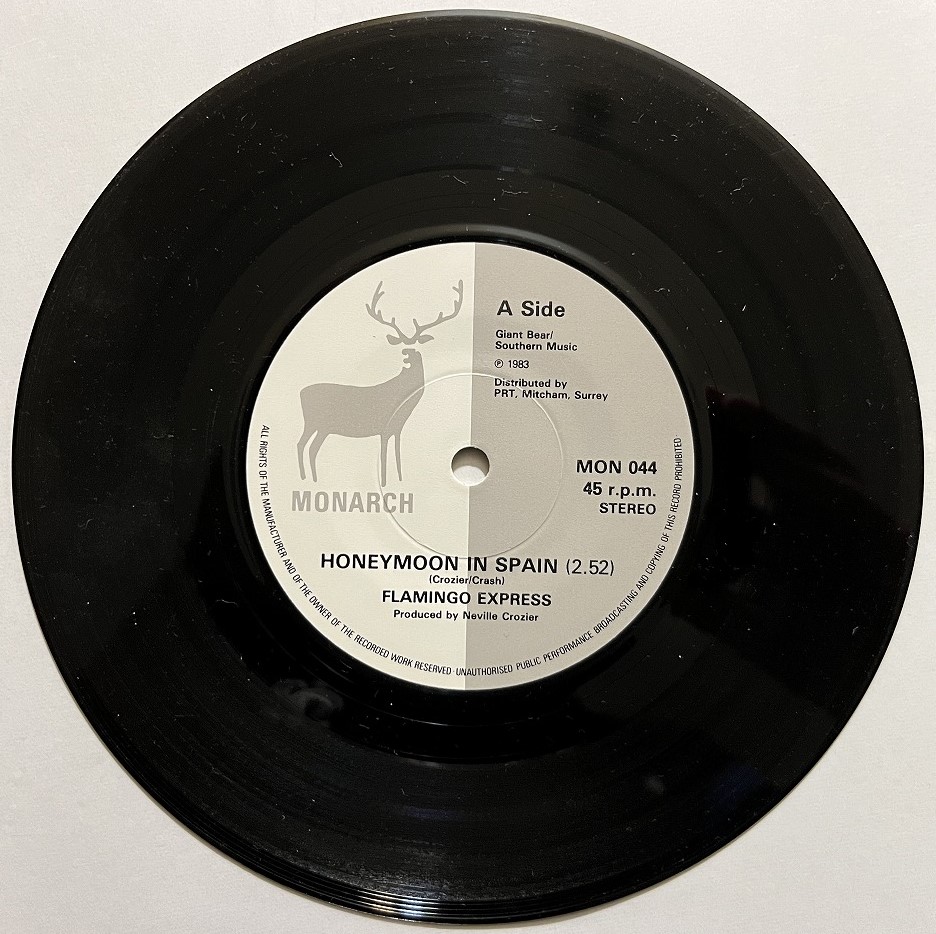 A Side
Giant Bear/
Southern Music
Ⓟ 1983
Distributed by
PRT, Mitcham, Surrey
MONARCH
MON 044
45 r.p.m.
STEREO
HONEYMOON IN SPAIN (2.52)
(Crozier/Crash)
FLAMINGO EXPRESS
Produced by Neville Crozier
ALL RIGHTS OF THE MANUFACTURER AND OF THE OWNER OF THE RECORDED WORK RESERVED · UNAUTHORISED PUBLIC PERFORMANCE BROADCASTING AND COPYING OF THIS RECORD PROHIBITED ·